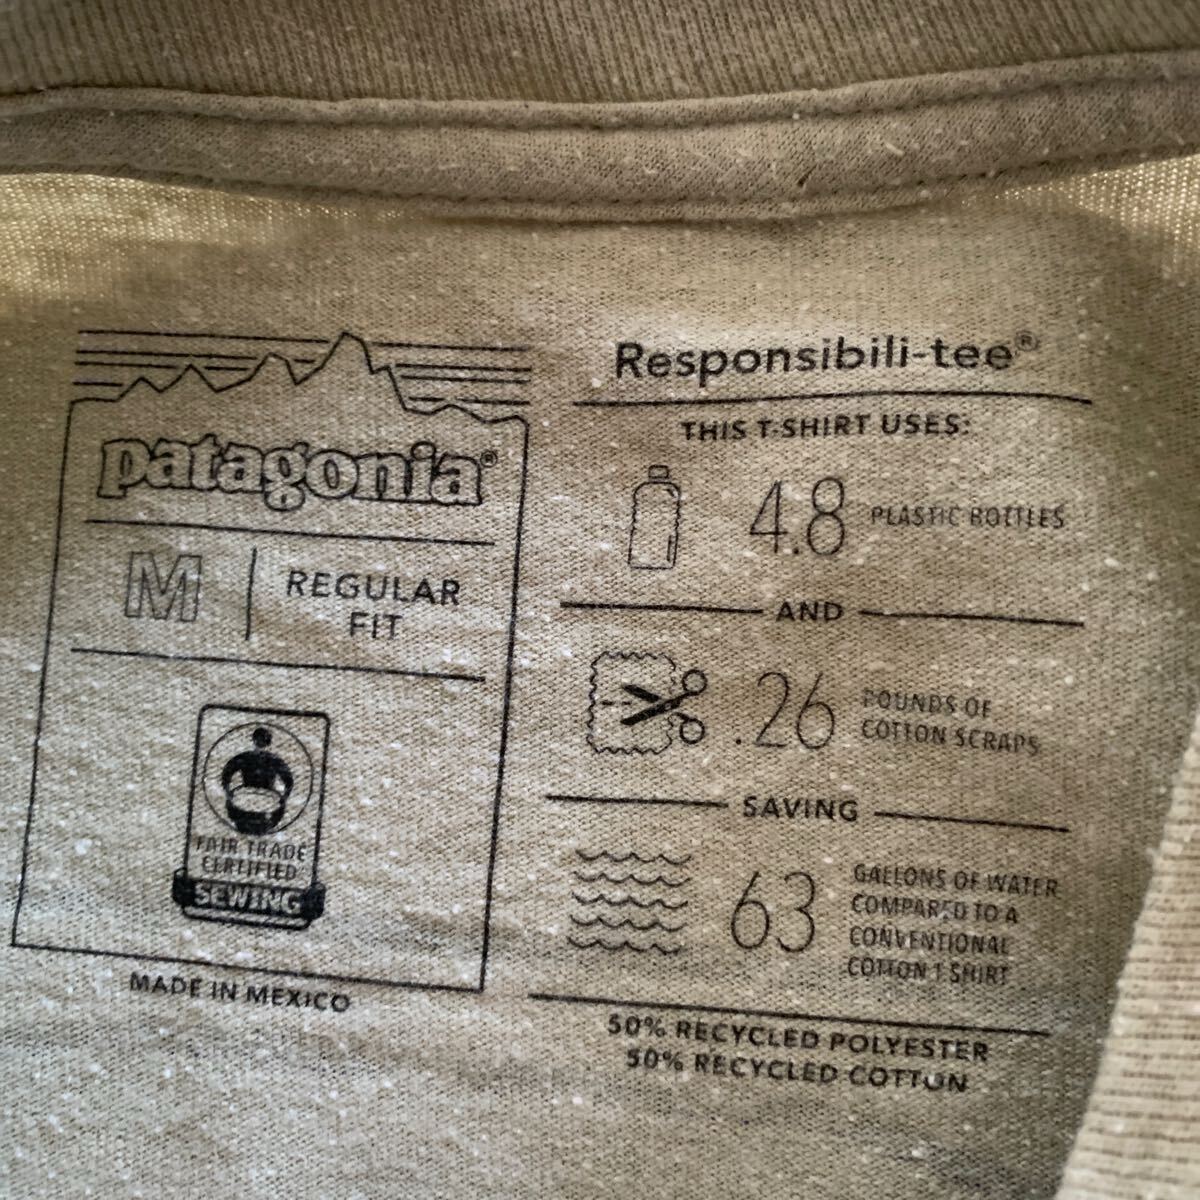 patagonia®
M
REGULAR
FIT
FAIR TRADE
CERTIFIED
SEWING
MADE IN MEXICO
Responsibili-tee®
THIS T-SHIRT USES:
4.8 PLASTIC BOTTLES
AND
.26 POUNDS OF
COTTON SCRAPS
SAVING
63 GALLONS OF WATER
COMPARED TO A
CONVENTIONAL
COTTON T SHIRT
50% RECYCLED POLYESTER
50% RECYCLED COTTON